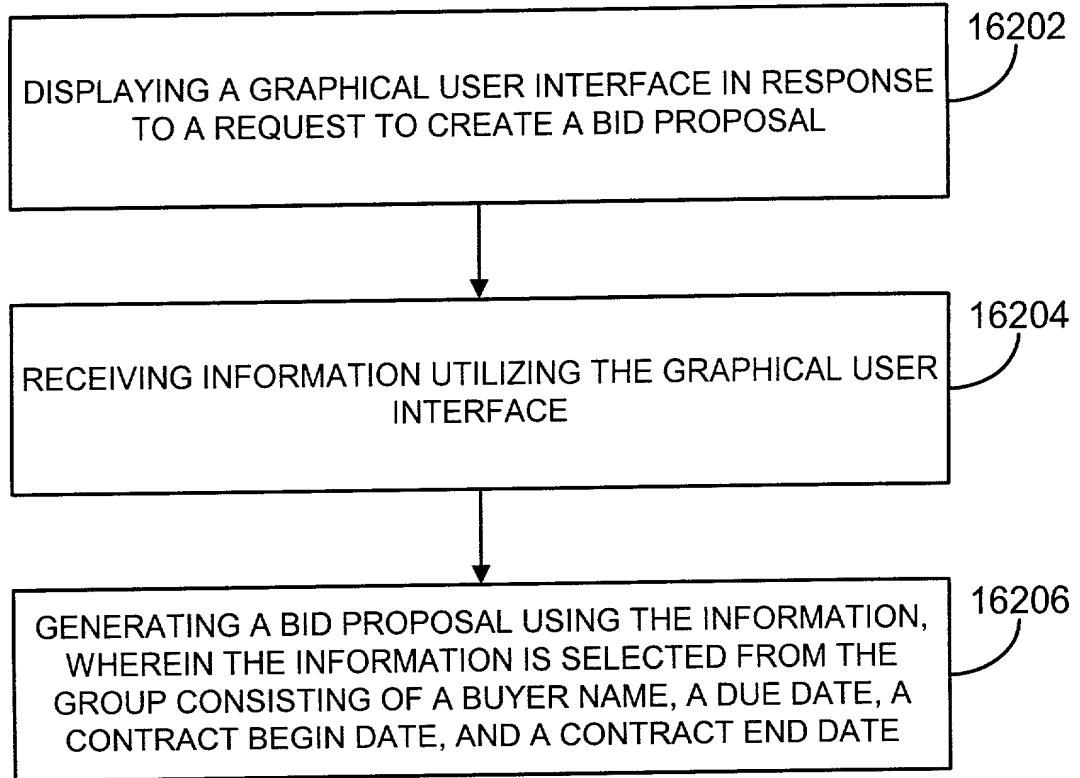 16202
DISPLAYING A GRAPHICAL USER INTERFACE IN RESPONSE
TO A REQUEST TO CREATE A BID PROPOSAL
16204
RECEIVING INFORMATION UTILIZING THE GRAPHICAL USER
INTERFACE
16206
GENERATING A BID PROPOSAL USING THE INFORMATION,
WHEREIN THE INFORMATION IS SELECTED FROM THE
GROUP CONSISTING OF A BUYER NAME, A DUE DATE, A
CONTRACT BEGIN DATE, AND A CONTRACT END DATE